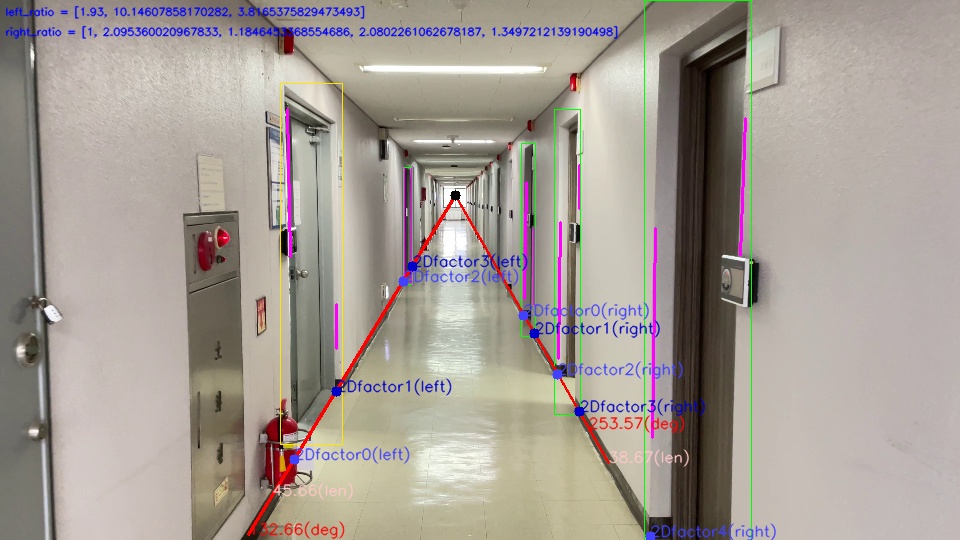 left_ratio = [1.93, 10.14607858170282, 3.8165375829473493]
right_ratio = [1, 2.095360020967833, 1.1846453368554686, 2.0802261062678187, 1.3497212139190498]
2Dfactor3(left)
2Dfactor2(left)
2Dfactor0(right)
2Dfactor1(right)
2Dfactor2(right)
2Dfactor1(left)
2Dfactor3(right)
253.57(deg)
2Dfactor0(left)
38.67(len)
45.66(len)
32.66(deg)
2Dfactor4(right)